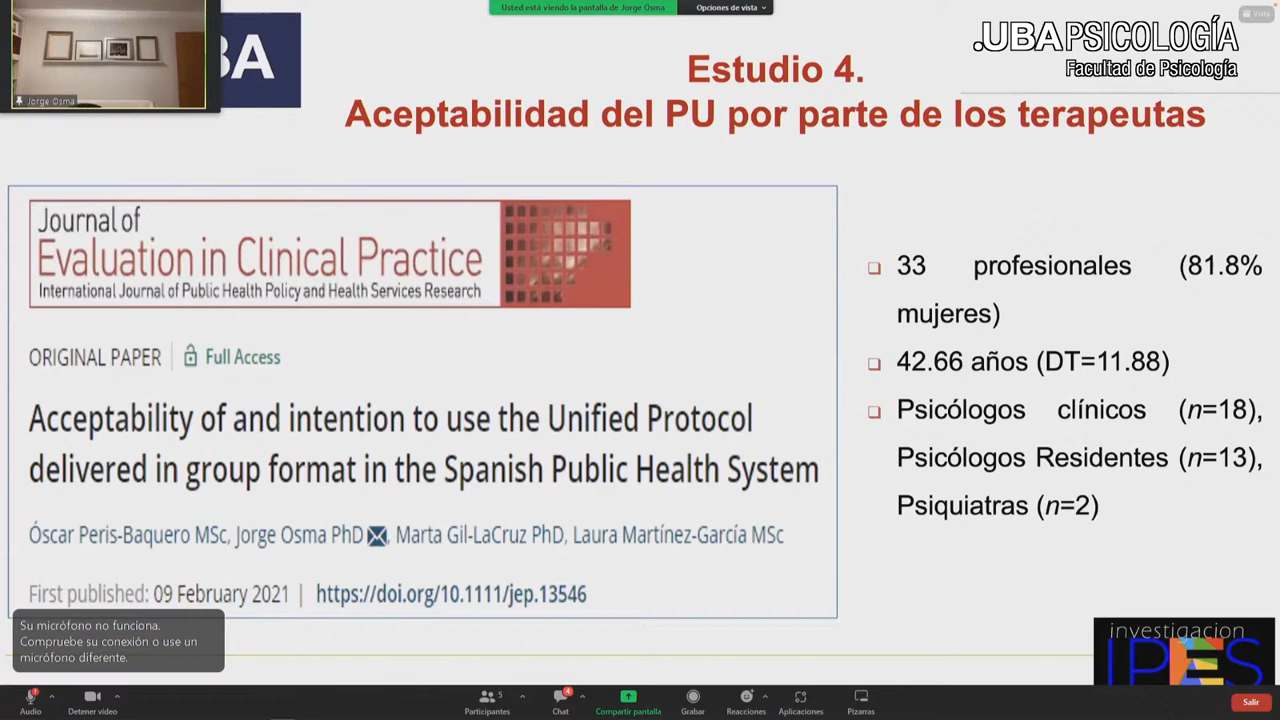 Usted está viendo la pantalla de Jorge Osma
Opciones de vista
Vista
Jorge Osma
BA
.UBAPSICOLOGÍA
Facultad de Psicología
Estudio 4.
Aceptabilidad del PU por parte de los terapeutas
Journal of
Evaluation in Clinical Practice
International Journal of Public Health Policy and Health Services Research
ORIGINAL PAPER
Full Access
Acceptability of and intention to use the Unified Protocol
delivered in group format in the Spanish Public Health System
Óscar Peris-Baquero MSc, Jorge Osma PhD, Marta Gil-LaCruz PhD, Laura Martínez-García MSc
First published: 09 February 2021 | https://doi.org/10.1111/jep.13546
33 profesionales (81.8%
mujeres)
42.66 años (DT=11.88)
Psicólogos clínicos (n=18),
Psicólogos Residentes (n=13),
Psiquiatras (n=2)
Su micrófono no funciona.
Compruebe su conexión o use un
micrófono diferente.
investigacion
IPES
Audio
Detener video
Participantes
5
Chat
4
Compartir pantalla
Grabar
Reacciones
Aplicaciones
Pizarras
Salir